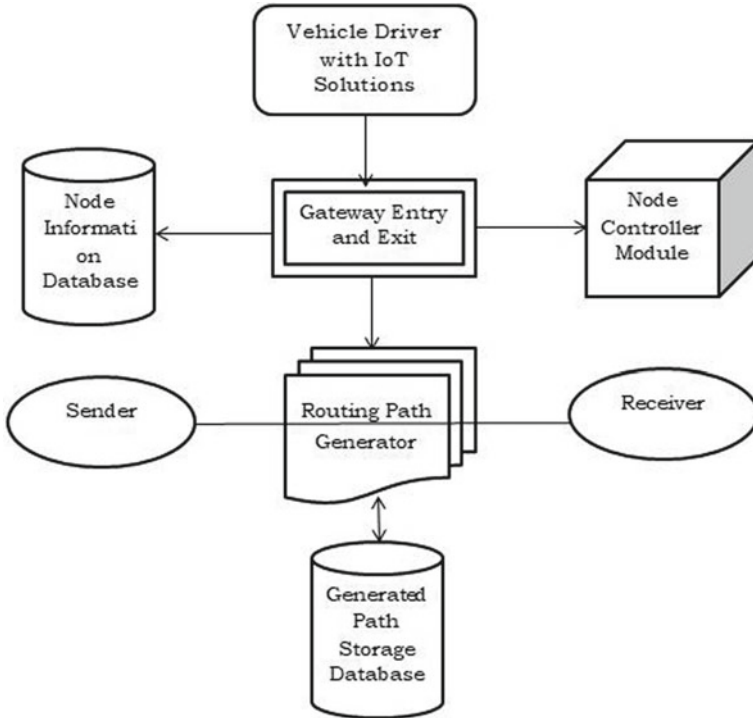 Vehicle Driver
with IoT
Solutions
Node
Informati
on
Database
Gateway Entry
and Exit
Node
Controller
Module
Sender
Routing Path
Generator
Receiver
Generated
Path
Storage
Database